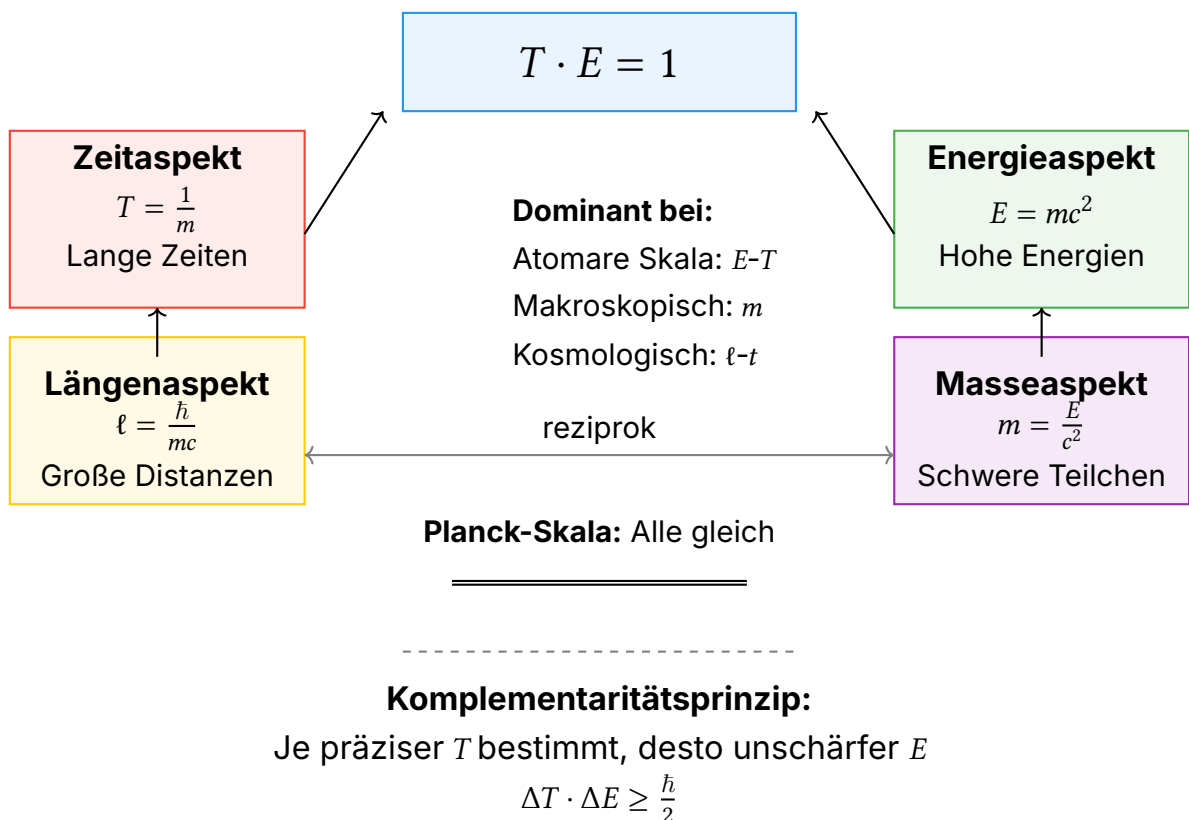 T · E = 1
Zeitaspekt
T = 1/m
Lange Zeiten
Energieaspekt
E = mc²
Hohe Energien
Dominant bei:
Atomare Skala: E-T
Makroskopisch: m
Kosmologisch: ℓ-t
Längenaspekt
ℓ = ħ/mc
Große Distanzen
reziprok
Masseaspekt
m = E/c²
Schwere Teilchen
Planck-Skala: Alle gleich
Komplementaritätsprinzip:
Je präziser T bestimmt, desto unschärfer E
ΔT · ΔE ≥ ħ/2